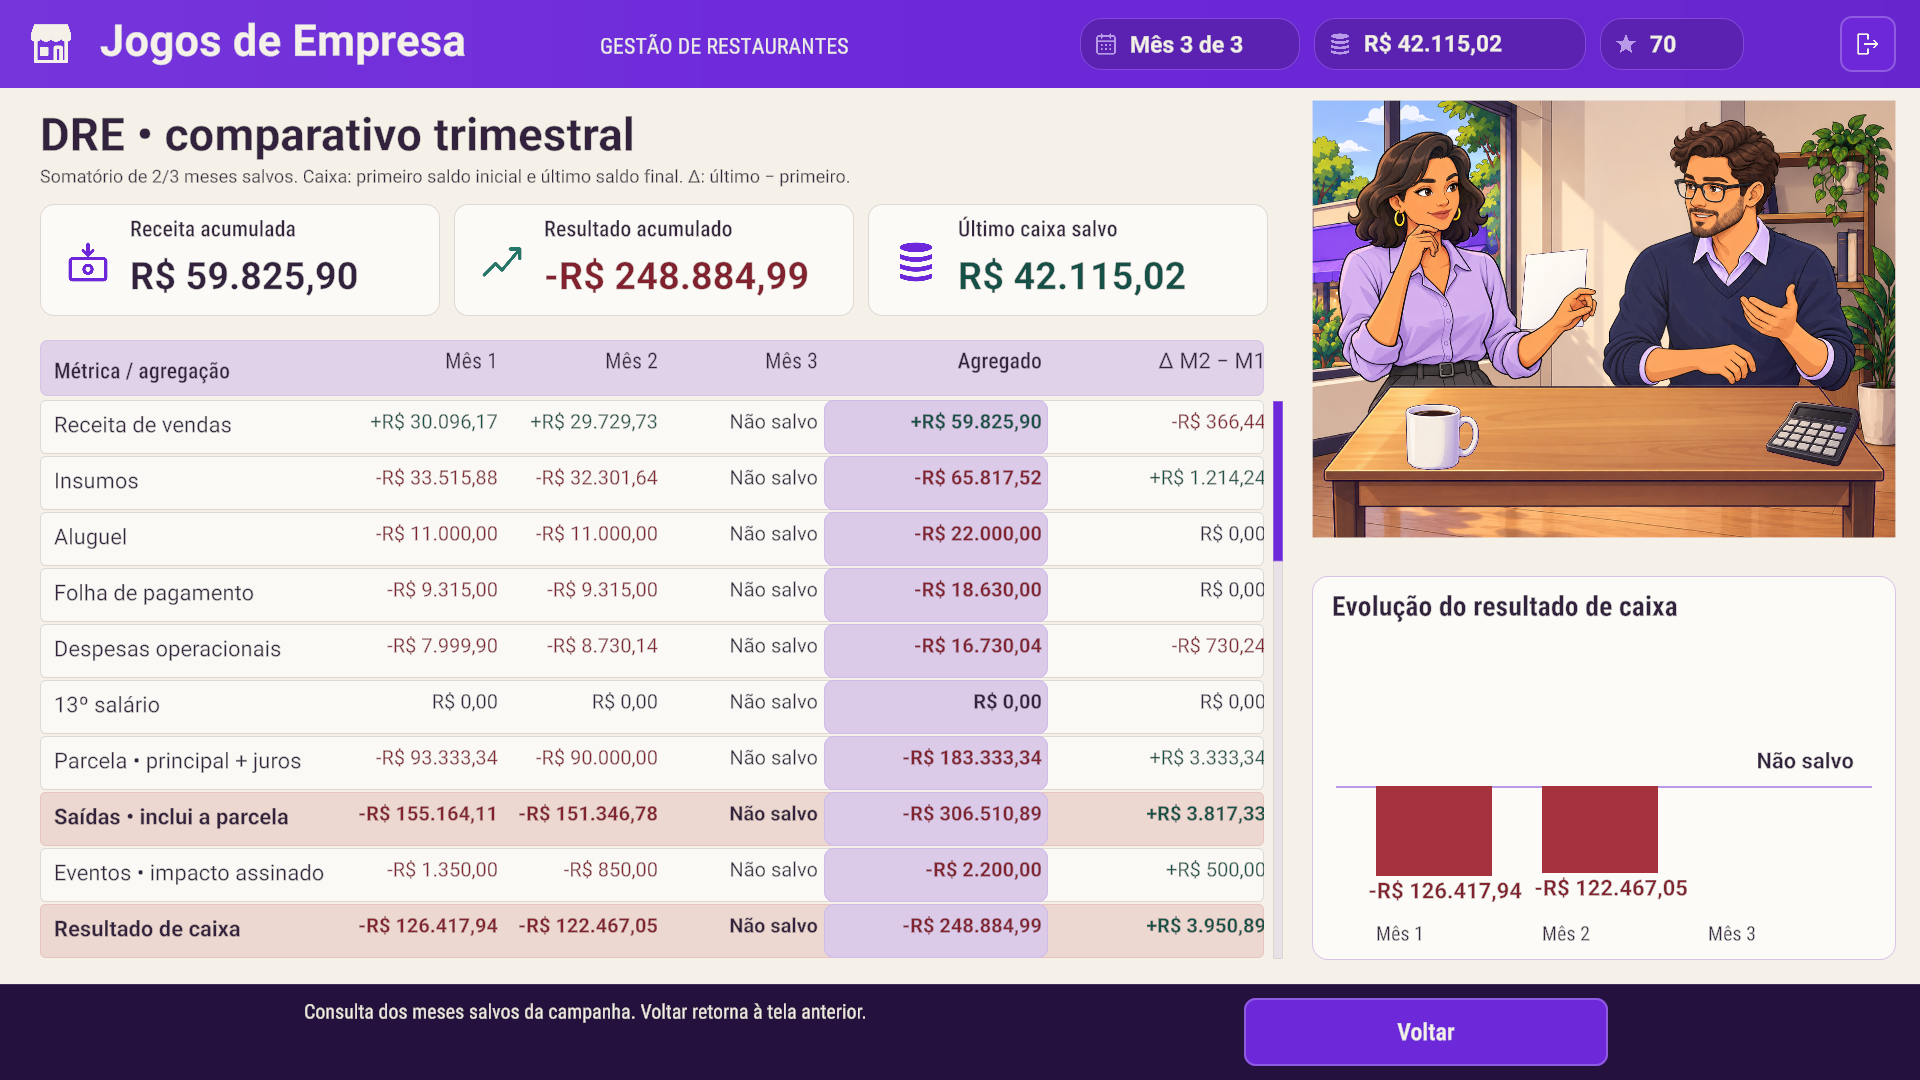 Jogos de Empresa
GESTÃO DE RESTAURANTES
Mês 3 de 3
R$ 42.115,02
70
DRE • comparativo trimestral
Somatório de 2/3 meses salvos. Caixa: primeiro saldo inicial e último saldo final. Δ: último − primeiro.
Receita acumulada
R$ 59.825,90
Resultado acumulado
-R$ 248.884,99
Último caixa salvo
R$ 42.115,02
Métrica / agregação Mês 1 Mês 2 Mês 3 Agregado Δ M2 − M1
Receita de vendas +R$ 30.096,17 +R$ 29.729,73 Não salvo +R$ 59.825,90 -R$ 366,44
Insumos -R$ 33.515,88 -R$ 32.301,64 Não salvo -R$ 65.817,52 +R$ 1.214,24
Aluguel -R$ 11.000,00 -R$ 11.000,00 Não salvo -R$ 22.000,00 R$ 0,00
Folha de pagamento -R$ 9.315,00 -R$ 9.315,00 Não salvo -R$ 18.630,00 R$ 0,00
Despesas operacionais -R$ 7.999,90 -R$ 8.730,14 Não salvo -R$ 16.730,04 -R$ 730,24
13º salário R$ 0,00 R$ 0,00 Não salvo R$ 0,00 R$ 0,00
Parcela • principal + juros -R$ 93.333,34 -R$ 90.000,00 Não salvo -R$ 183.333,34 +R$ 3.333,34
Saídas • inclui a parcela -R$ 155.164,11 -R$ 151.346,78 Não salvo -R$ 306.510,89 +R$ 3.817,33
Eventos • impacto assinado -R$ 1.350,00 -R$ 850,00 Não salvo -R$ 2.200,00 +R$ 500,00
Resultado de caixa -R$ 126.417,94 -R$ 122.467,05 Não salvo -R$ 248.884,99 +R$ 3.950,89
Evolução do resultado de caixa
Não salvo
-R$ 126.417,94 -R$ 122.467,05
Mês 1 Mês 2 Mês 3
Consulta dos meses salvos da campanha. Voltar retorna à tela anterior.
Voltar